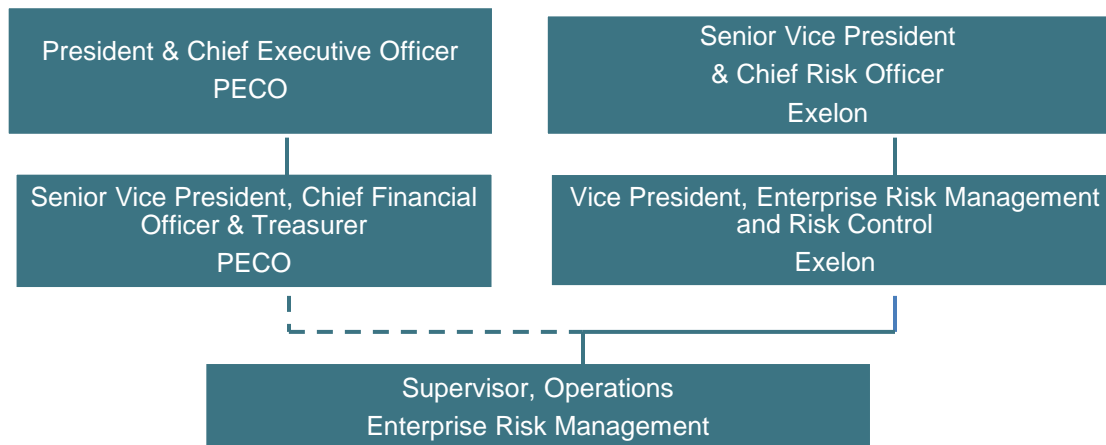 President & Chief Executive Officer
PECO
Senior Vice President
& Chief Risk Officer
Exelon
Senior Vice President, Chief Financial
Officer & Treasurer
PECO
Vice President, Enterprise Risk Management
and Risk Control
Exelon
Supervisor, Operations
Enterprise Risk Management